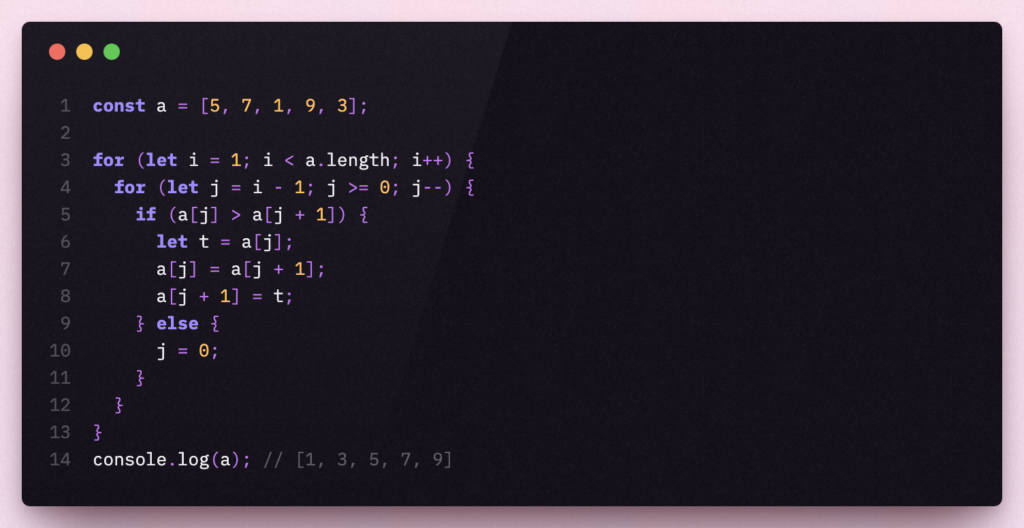 1 const a = [5, 7, 1, 9, 3];
2
3 for (let i = 1; i < a.length; i++) {
4   for (let j = i - 1; j >= 0; j--) {
5     if (a[j] > a[j + 1]) {
6       let t = a[j];
7       a[j] = a[j + 1];
8       a[j + 1] = t;
9     } else {
10       j = 0;
11     }
12   }
13 }
14 console.log(a); // [1, 3, 5, 7, 9]